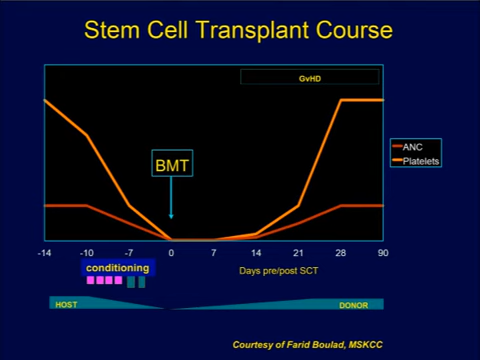 Stem Cell Transplant Course
GvHD
BMT
ANC
Platelets
-14 -10 -7 0 7 14 21 28 90
conditioning
Days pre/post SCT
HOST
DONOR
Courtesy of Farid Boulad, MSKCC